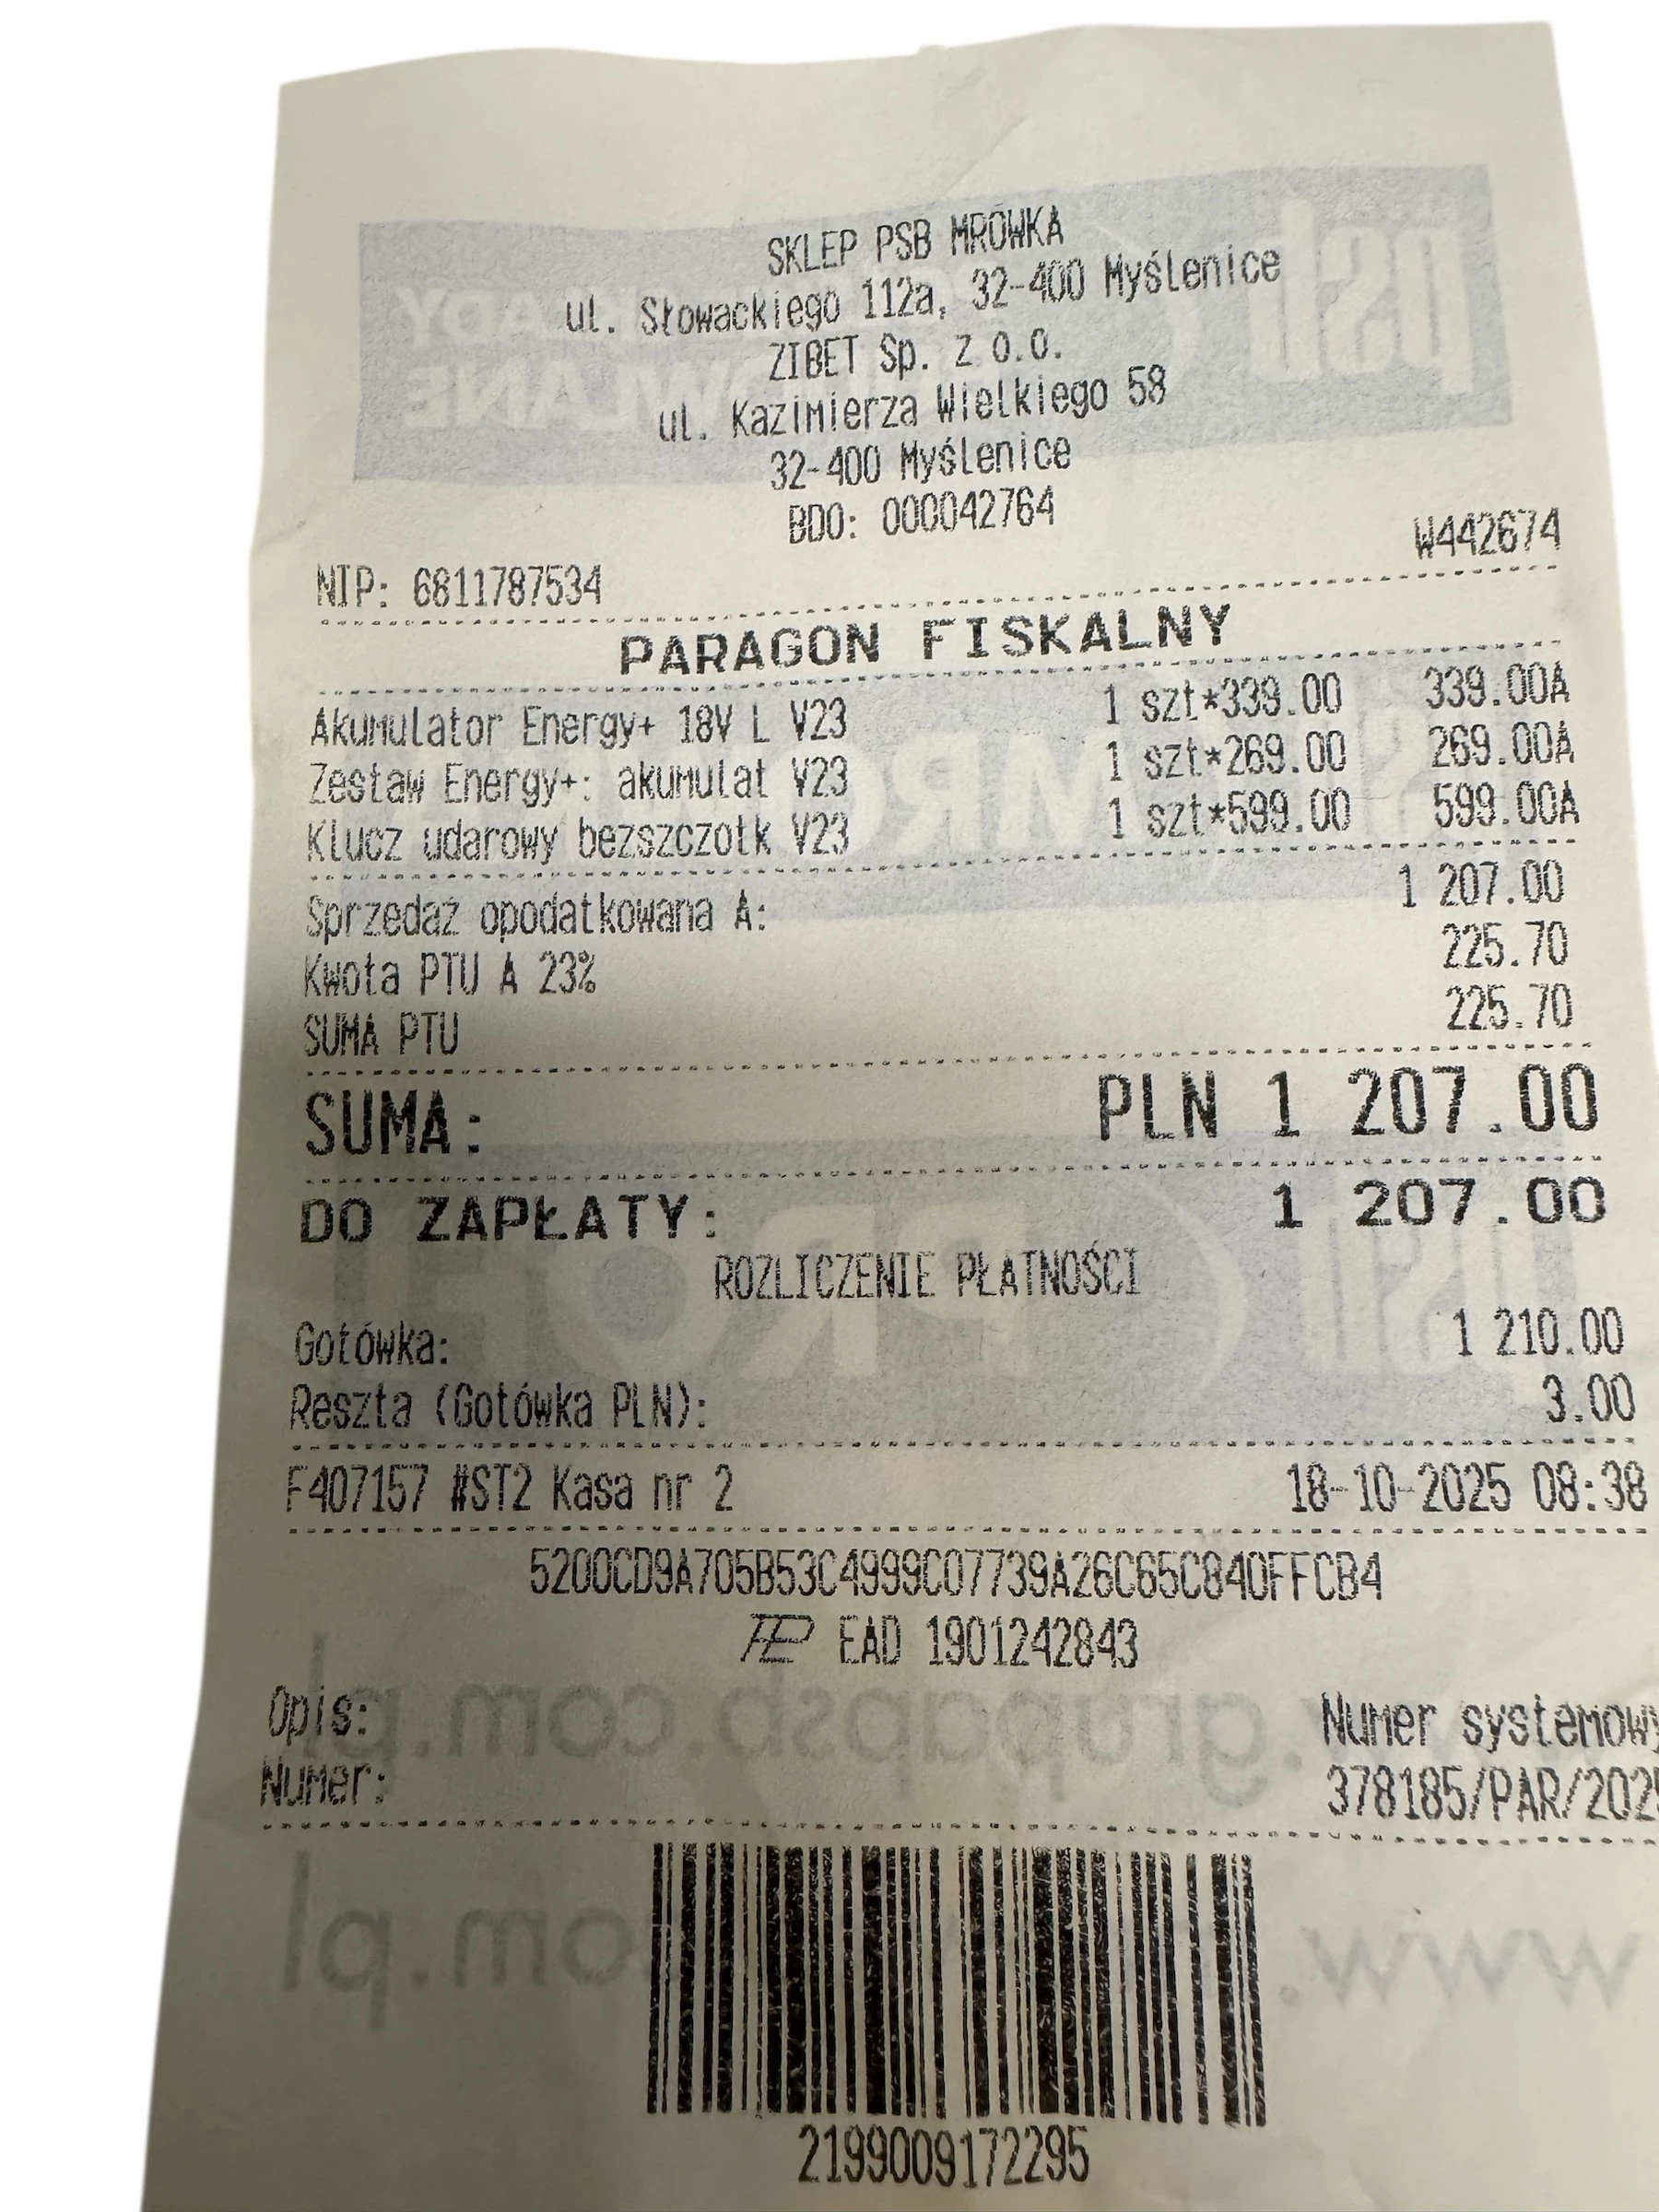 SKLEP PSB MRÓWKA
ul. Słowackiego 112a, 32-400 Myślenice
ZIBET Sp. z o.o.
ul. Kazimierza Wielkiego 58
32-400 Myślenice
BDO: 000042764
NIP: 6811787534 W442674
PARAGON FISKALNY
Akumulator Energy+ 18V L V23 1 szt*339.00 339.00A
Zestaw Energy+: akumulat V23 1 szt*269.00 269.00A
Klucz udarowy bezszczotk V23 1 szt*599.00 599.00A
Sprzedaż opodatkowana A: 1 207.00
Kwota PTU A 23% 225.70
SUMA PTU 225.70
SUMA: PLN 1 207.00
DO ZAPŁATY: 1 207.00
ROZLICZENIE PŁATNOŚCI
Gotówka: 1 210.00
Reszta (Gotówka PLN): 3.00
F407157 #ST2 Kasa nr 2 18-10-2025 08:38
5200CD9A705B53C4999C07739A26C65C840FFCB4
EAD 1901242843
Opis: Numer systemowy
Numer: 378185/PAR/2025
2199009172295